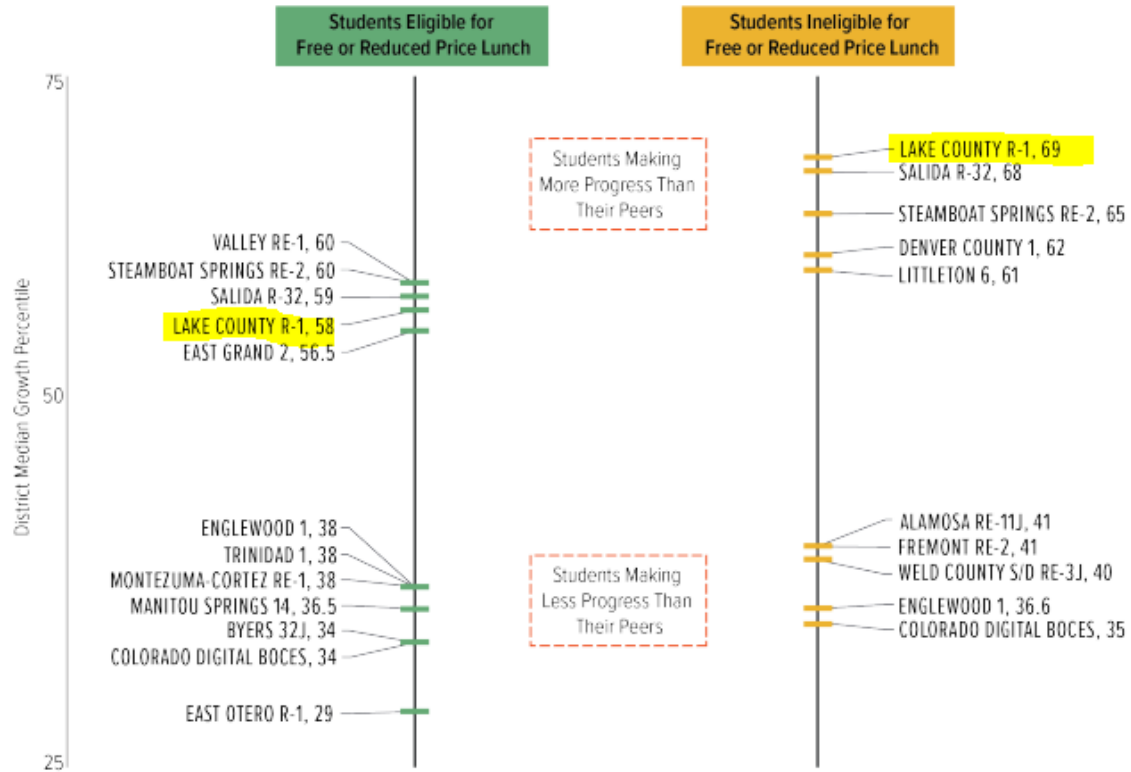 Students Eligible for
Free or Reduced Price Lunch
Students Ineligible for
Free or Reduced Price Lunch
75
50
25
District Median Growth Percentile
VALLEY RE-1, 60
STEAMBOAT SPRINGS RE-2, 60
SALIDA R-32, 59
LAKE COUNTY R-1, 58
EAST GRAND 2, 56.5
ENGLEWOOD 1, 38
TRINIDAD 1, 38
MONTEZUMA-CORTEZ RE-1, 38
MANITOU SPRINGS 14, 36.5
BYERS 32J, 34
COLORADO DIGITAL BOCES, 34
EAST OTERO R-1, 29
Students Making
More Progress Than
Their Peers
Students Making
Less Progress Than
Their Peers
LAKE COUNTY R-1, 69
SALIDA R-32, 68
STEAMBOAT SPRINGS RE-2, 65
DENVER COUNTY 1, 62
LITTLETON 6, 61
ALAMOSA RE-11J, 41
FREMONT RE-2, 41
WELD COUNTY S/D RE-3J, 40
ENGLEWOOD 1, 36.6
COLORADO DIGITAL BOCES, 35